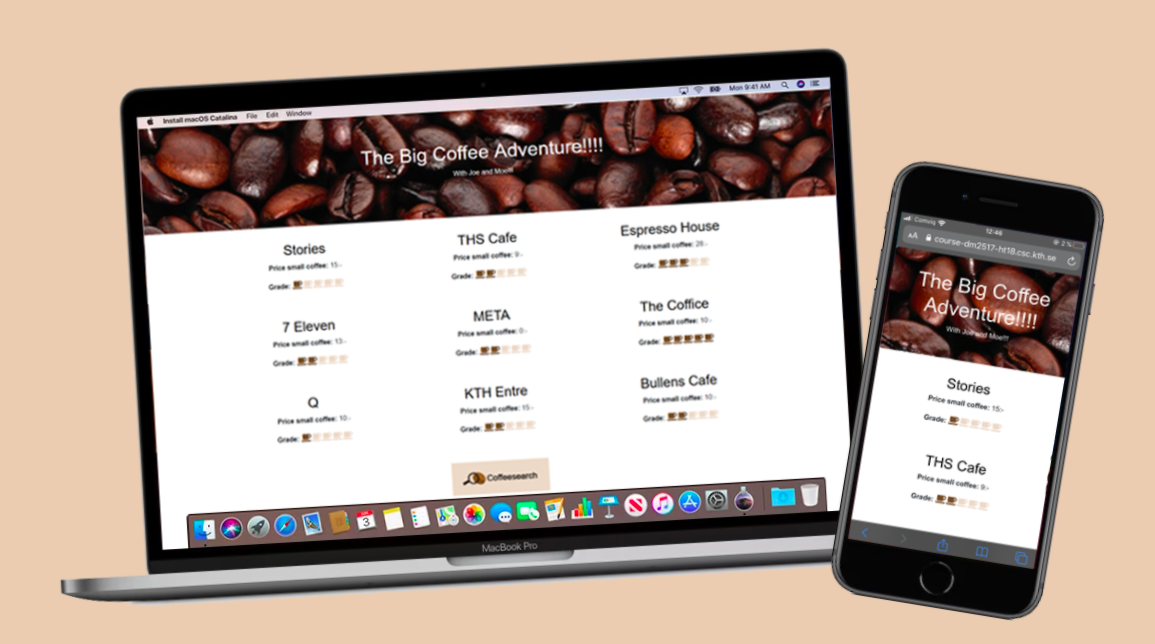 Install macOS Catalina File Edit Window Mon 9:41 AM
The Big Coffee Adventure!!!!
With Joe and Moe!!!
Stories
Price small coffee: 15:-
Grade:
THS Cafe
Price small coffee: 9:-
Grade:
Espresso House
Price small coffee: 28:-
Grade:
7 Eleven
Price small coffee: 13:-
Grade:
META
Price small coffee: 0:-
Grade:
The Coffice
Price small coffee: 10:-
Grade:
Q
Price small coffee: 10:-
Grade:
KTH Entre
Price small coffee: 15:-
Grade:
Bullens Cafe
Price small coffee: 10:-
Grade:
Coffeesearch
3
MacBook Pro
Comviq 12:46 2 %
AA course-dm2517-ht18.csc.kth.se
The Big Coffee
Adventure!!!!
With Joe and Moe!!!
Stories
Price small coffee: 15:-
Grade:
THS Cafe
Price small coffee: 9:-
Grade: